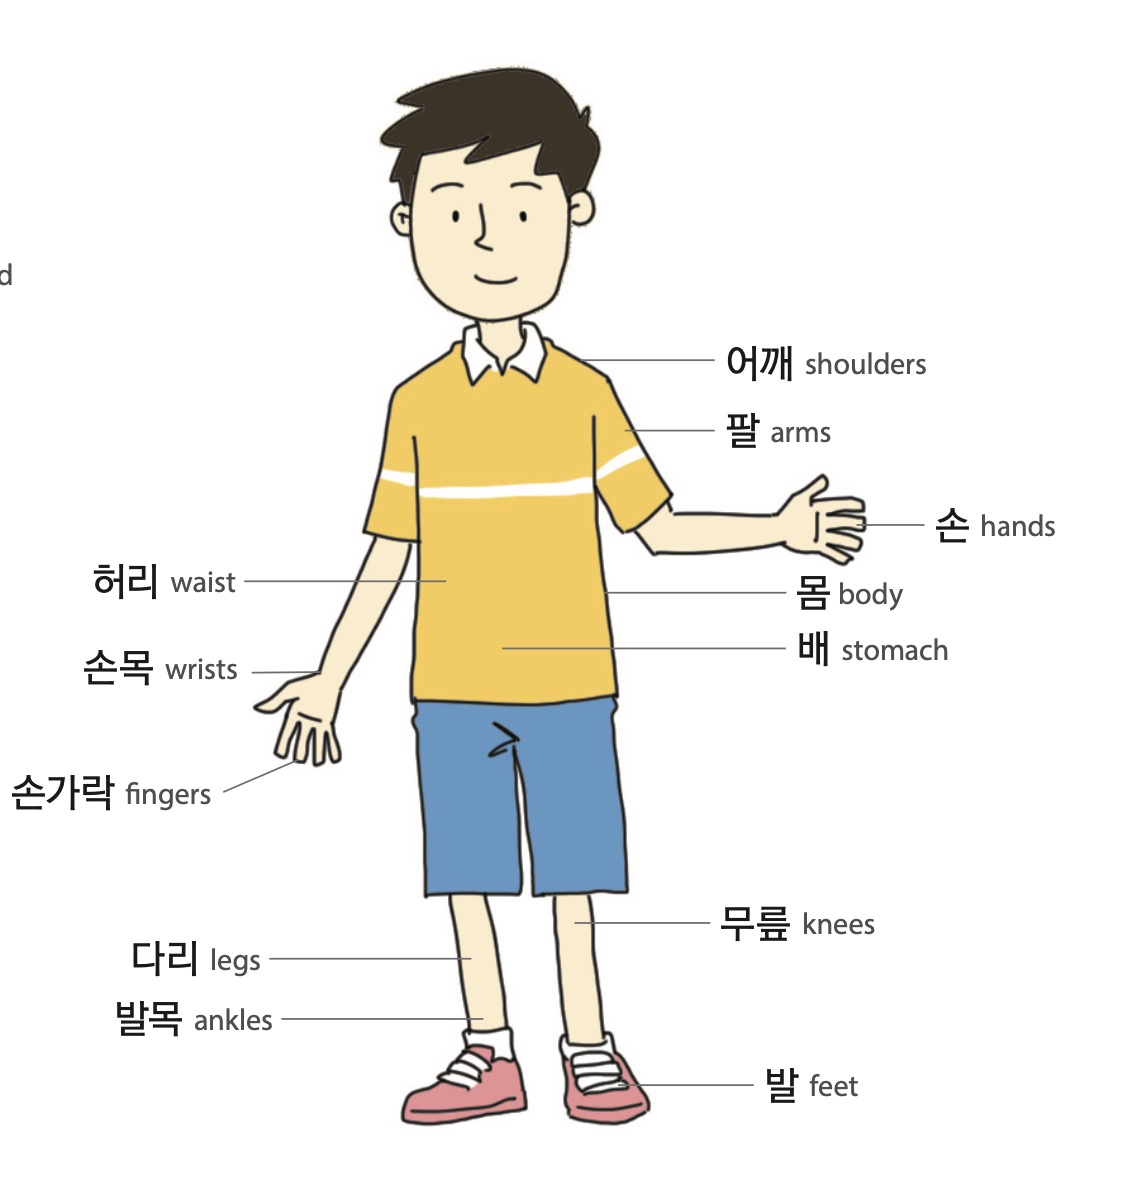 d
어깨 shoulders
팔 arms
손 hands
허리 waist
몸 body
배 stomach
손목 wrists
손가락 fingers
무릎 knees
다리 legs
발목 ankles
발 feet